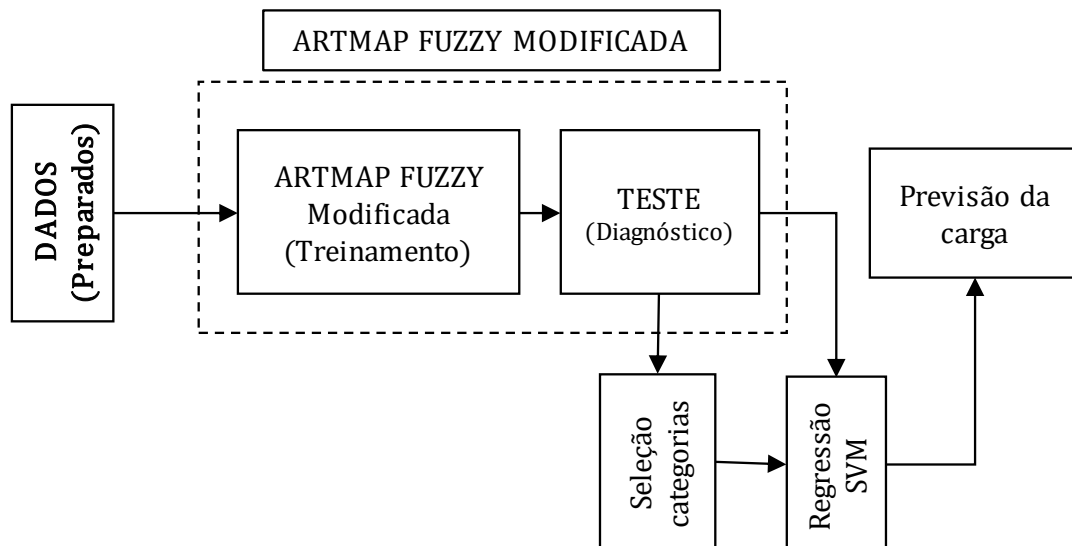 ARTMAP FUZZY MODIFICADA
DADOS
(Preparados)
ARTMAP FUZZY
Modificada
(Treinamento)
TESTE
(Diagnóstico)
Previsão da
carga
Seleção
categorias
Regressão
SVM